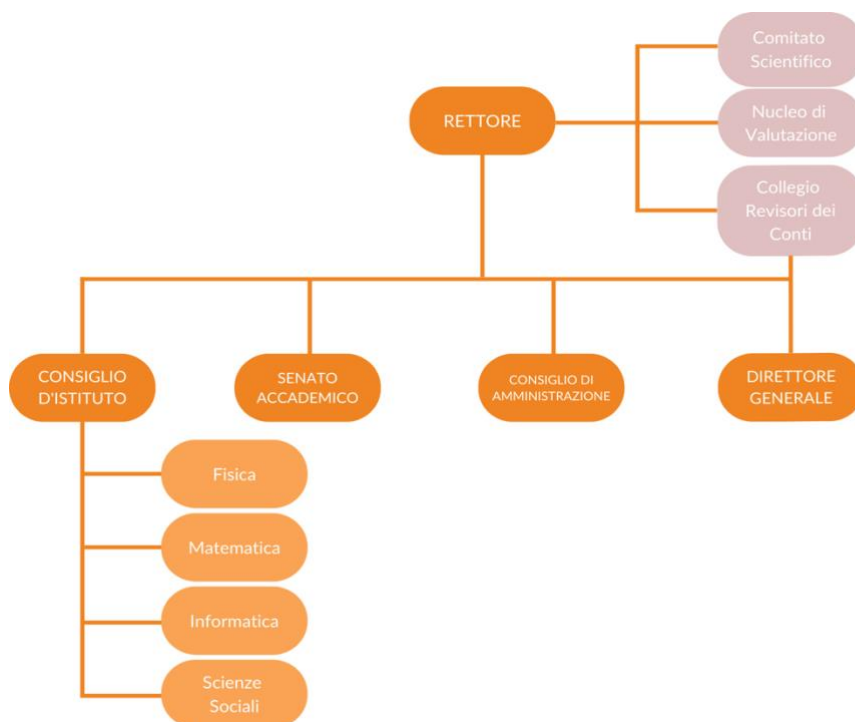 Comitato
Scientifico
RETTORE
Nucleo di
Valutazione
Collegio
Revisori dei
Conti
CONSIGLIO
D'ISTITUTO
SENATO
ACCADEMICO
CONSIGLIO DI
AMMINISTRAZIONE
DIRETTORE
GENERALE
Fisica
Matematica
Informatica
Scienze
Sociali